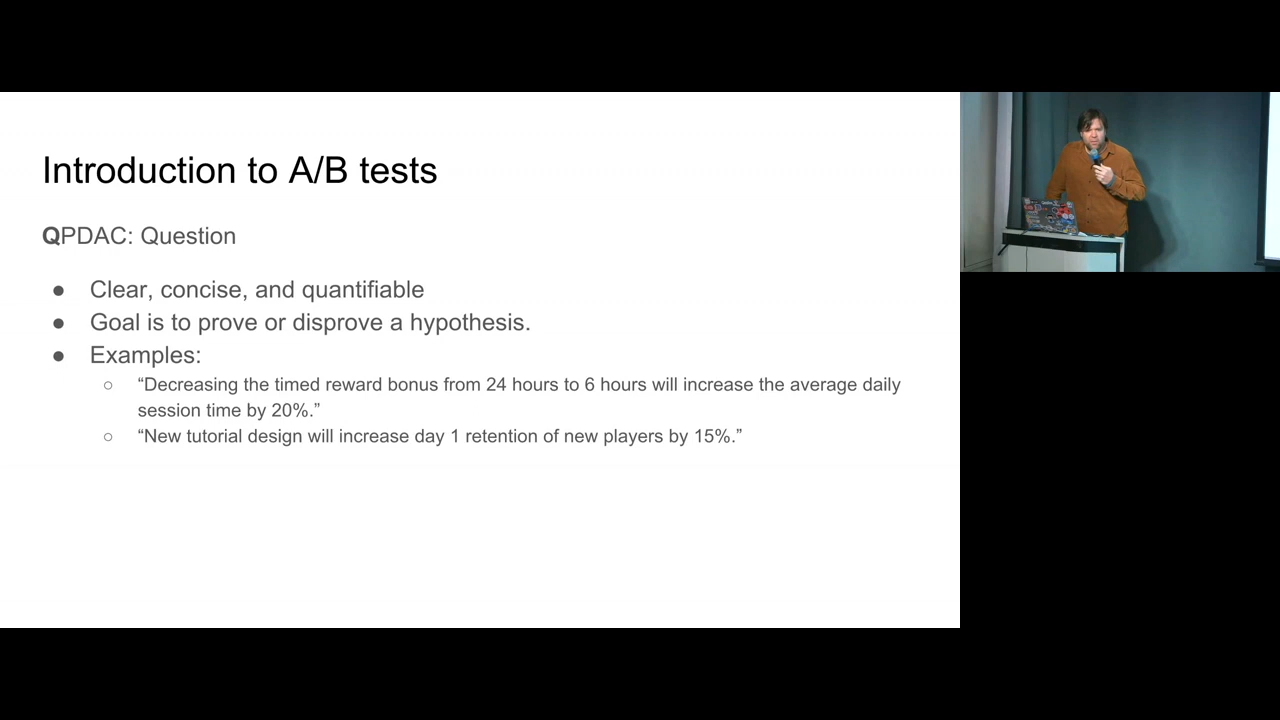 Introduction to A/B tests
QPDAC: Question
● Clear, concise, and quantifiable
● Goal is to prove or disprove a hypothesis.
● Examples:
○ “Decreasing the timed reward bonus from 24 hours to 6 hours will increase the average daily
session time by 20%.”
○ “New tutorial design will increase day 1 retention of new players by 15%.”